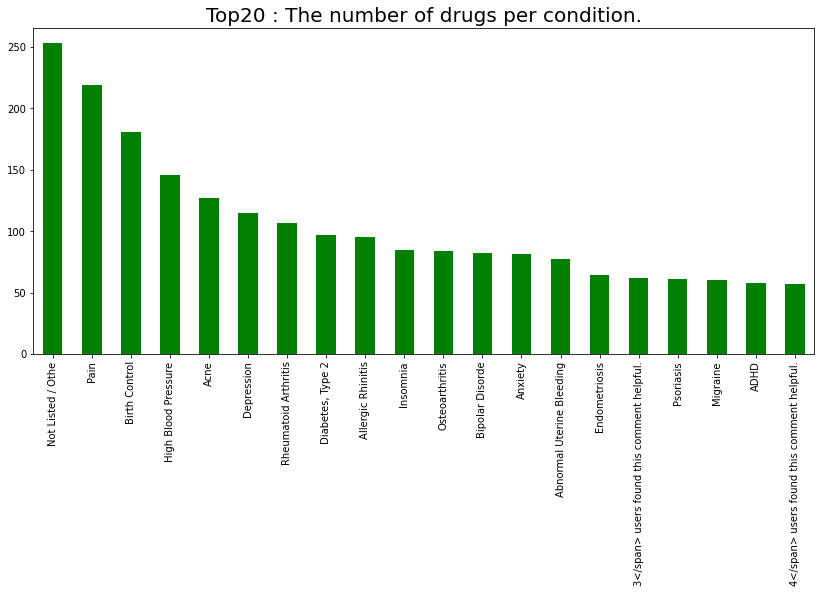 Top20 : The number of drugs per condition.
250
200
150
100
50
0
Not Listed / Othe
Pain
Birth Control
High Blood Pressure
Acne
Depression
Rheumatoid Arthritis
Diabetes, Type 2
Allergic Rhinitis
Insomnia
Osteoarthritis
Bipolar Disorde
Anxiety
Abnormal Uterine Bleeding
Endometriosis
3</span> users found this comment helpful.
Psoriasis
Migraine
ADHD
4</span> users found this comment helpful.